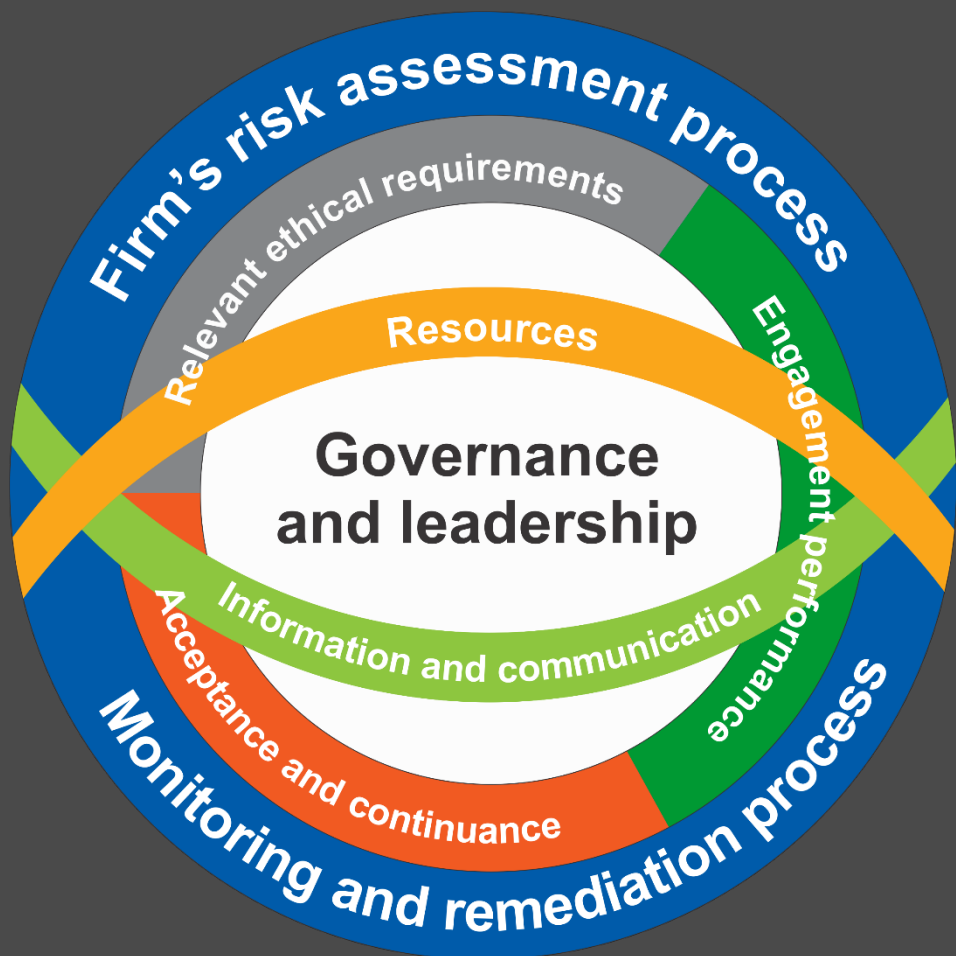 Firm’s risk assessment process
Relevant ethical requirements
Engagement performance
Resources
Governance
and leadership
Information and communication
Acceptance and continuance
Monitoring and remediation process